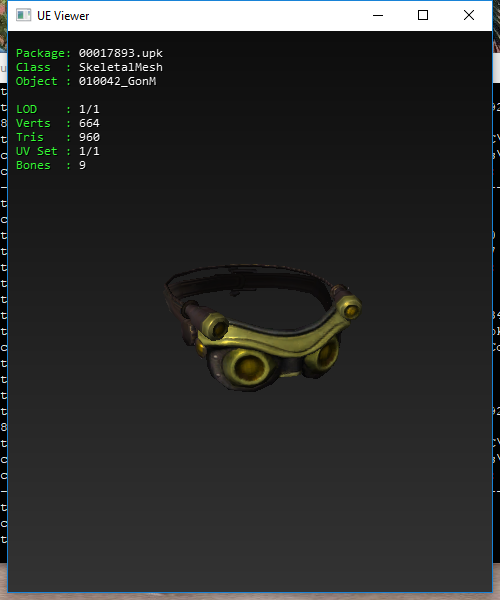 UE Viewer
Package: 00017893.upk
Class : SkeletalMesh
Object : 010042_GonM
LOD : 1/1
Verts : 664
Tris : 960
UV Set : 1/1
Bones : 9